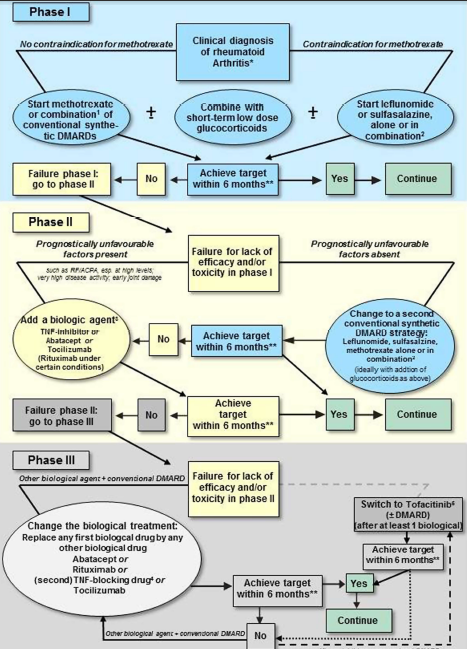 Phase I
Clinical diagnosis
of rheumatoid
Arthritis*
No contraindication for methotrexate
Contraindication for methotrexate
Start methotrexate
or combination¹ of
conventional synthe-
tic DMARDs
±
Combine with
short-term low dose
glucocorticoids
±
Start leflunomide
or sulfasalazine,
alone or in
combination²
Failure phase I:
go to phase II
No
Achieve target
within 6 months**
Yes
Continue
Phase II
Prognostically unfavourable
factors present
such as RF/ACPA, esp. at high levels;
very high disease activity; early joint damage
Failure for lack of
efficacy and/or
toxicity in phase I
Prognostically unfavourable
factors absent
Add a biologic agent³
TNF-Inhibitor or
Abatacept or
Tocilizumab
(Rituximab under
certain conditions)
No
Achieve target
within 6 months**
Change to a second
conventional synthetic
DMARD strategy:
Leflunomide, sulfasalzine,
methotrexate alone or in
combination²
(ideally with addtion of
glucocorticoids as above)
Failure phase II:
go to phase III
No
Achieve
target
within 6 months**
Yes
Continue
Phase III
Other biological agent + conventional DMARD
Failure for lack of
efficacy and/or
toxicity in phase II
Change the biological treatment:
Replace any first biologcal drug by any
other biological drug
Abatacept or
Rituximab or
(second) TNF-blocking drug⁴ or
Tocilizumab
Switch to Tofacitinib⁵
(± DMARD)
(after at least 1 biological)
Achieve target
within 6 months**
Achieve target
within 6 months**
Yes
Continue
Other biological agent + conventional DMARD
No